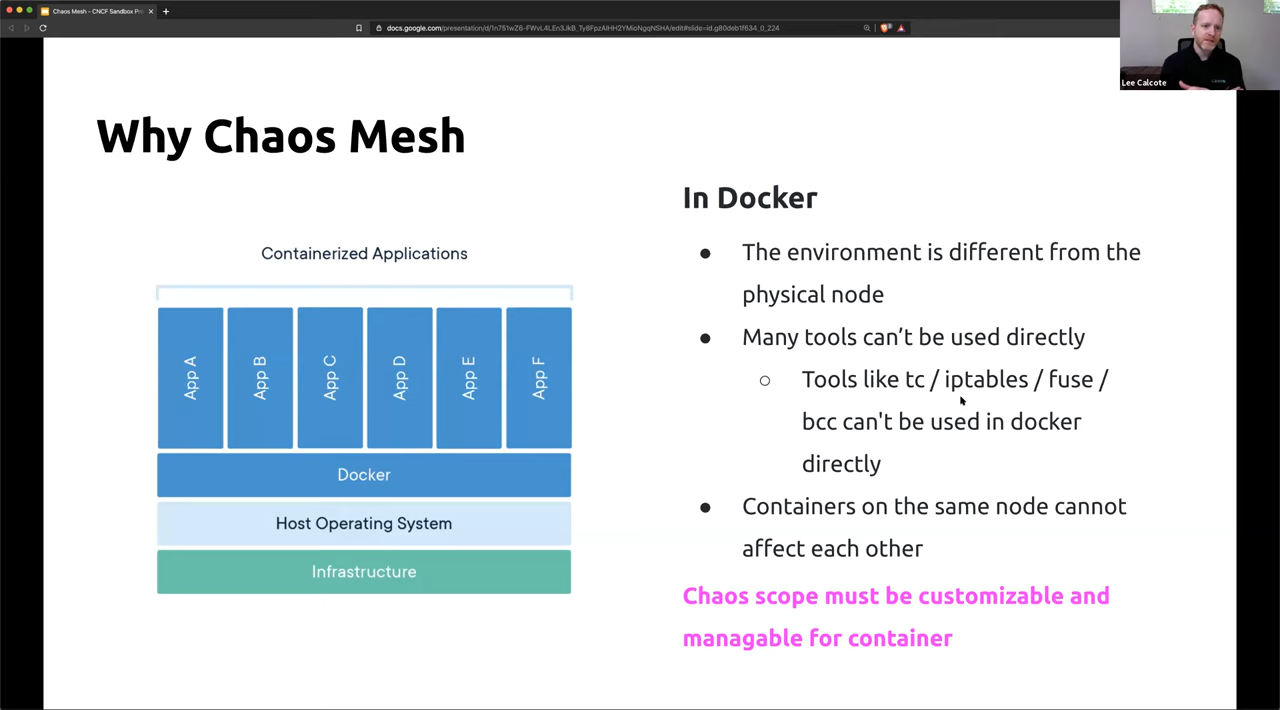 Chaos Mesh - CNCF Sandbox Pr
docs.google.com/presentation/d/1n751wZ6-FWvL4LEn3JkB_Ty8FpzAIHH2YMioNgqNSHA/edit#slide=id.g80deb1f634_0_224
Lee Calcote
Why Chaos Mesh
Containerized Applications
App A
App B
App C
App D
App E
App F
Docker
Host Operating System
Infrastructure
In Docker
● The environment is different from the
physical node
● Many tools can’t be used directly
○ Tools like tc / iptables / fuse /
bcc can't be used in docker
directly
● Containers on the same node cannot
affect each other
Chaos scope must be customizable and
managable for container